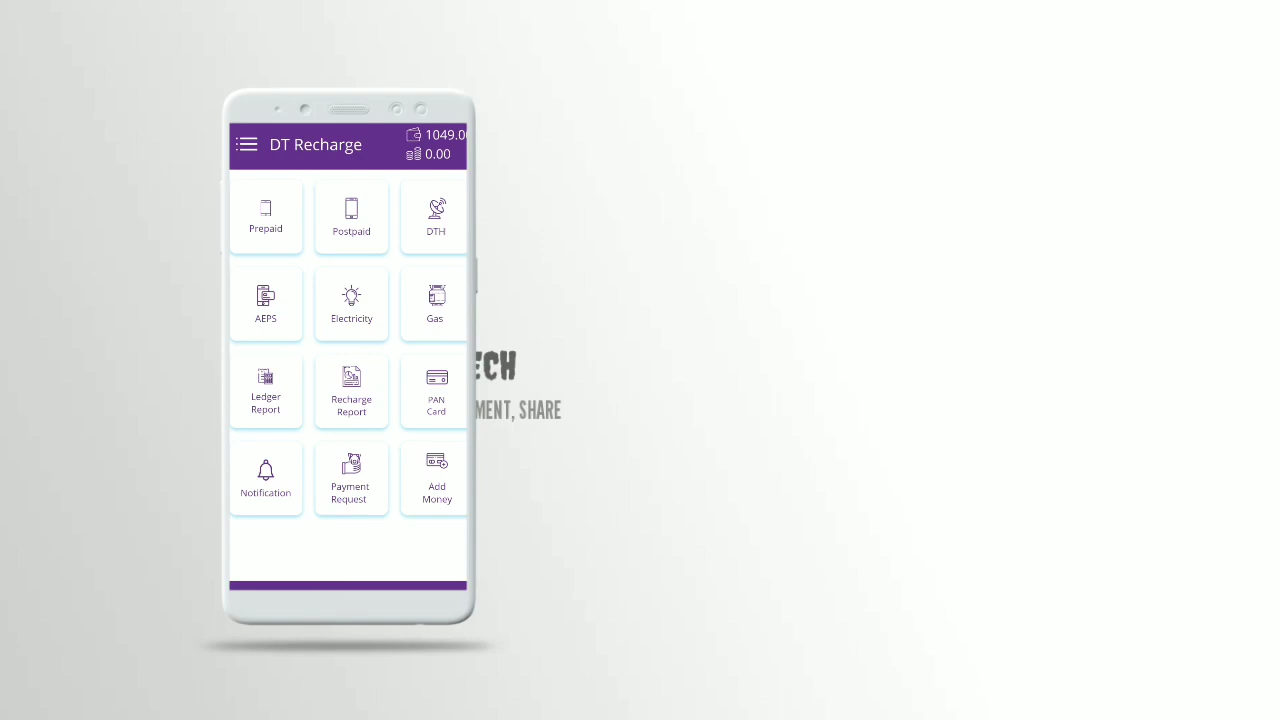 DT Recharge
1049.0
0.00
Prepaid
Postpaid
DTH
AEPS
Electricity
Gas
Ledger
Report
Recharge
Report
PAN
Card
Notification
Payment
Request
Add
Money
ECH
MENT, SHARE